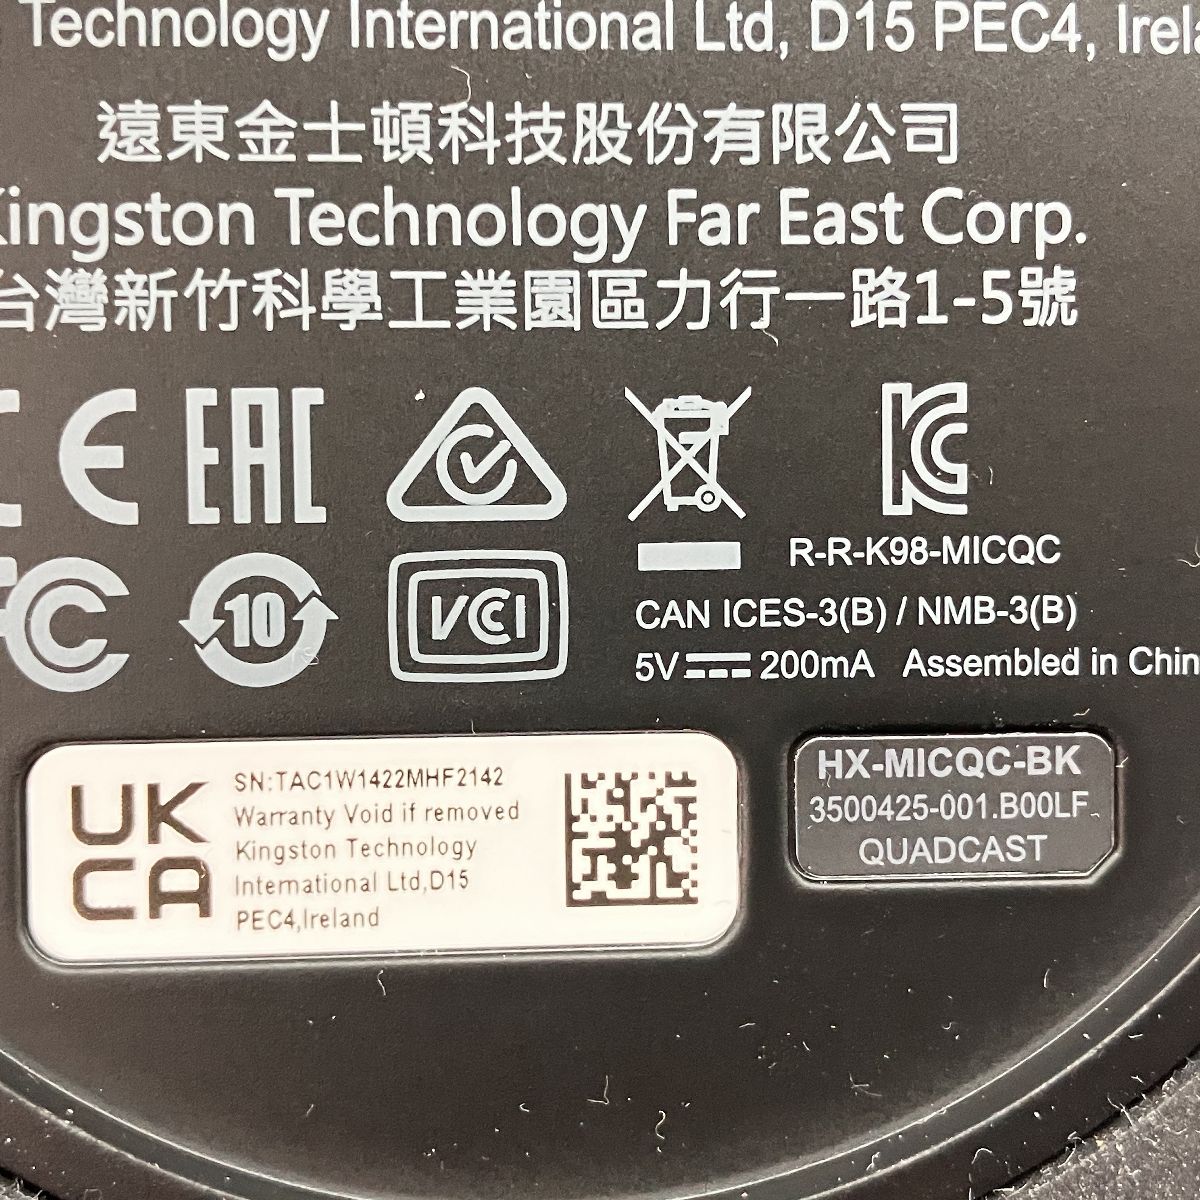 Technology International Ltd, D15 PEC4, Irela
遠東金士頓科技股份有限公司
Kingston Technology Far East Corp.
台灣新竹科學工業園區力行一路1-5號
CE EAC KC
R-R-K98-MICQC
FC 10 VCCI
CAN ICES-3(B) / NMB-3(B)
5V 200mA Assembled in Chin
UK
CA
SN:TAC1W1422MHF2142
Warranty Void if removed
Kingston Technology
International Ltd,D15
PEC4,Ireland
HX-MICQC-BK
3500425-001.B00LF
QUADCAST